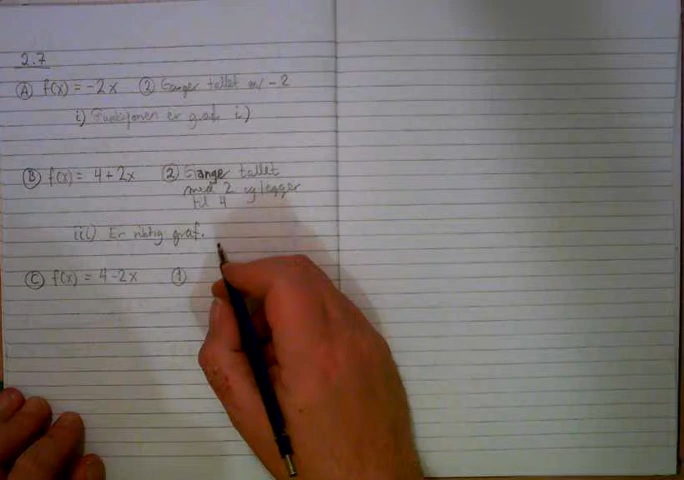 2.7
Ⓐ f(x) = -2x ② Ganger tallet m/ -2
i) Funksjonen er graf i)
Ⓑ f(x) = 4 + 2x ② Gange tallet
med 2 og legger
til 4
iii) Er riktig graf.
Ⓒ f(x) = 4 - 2x ①